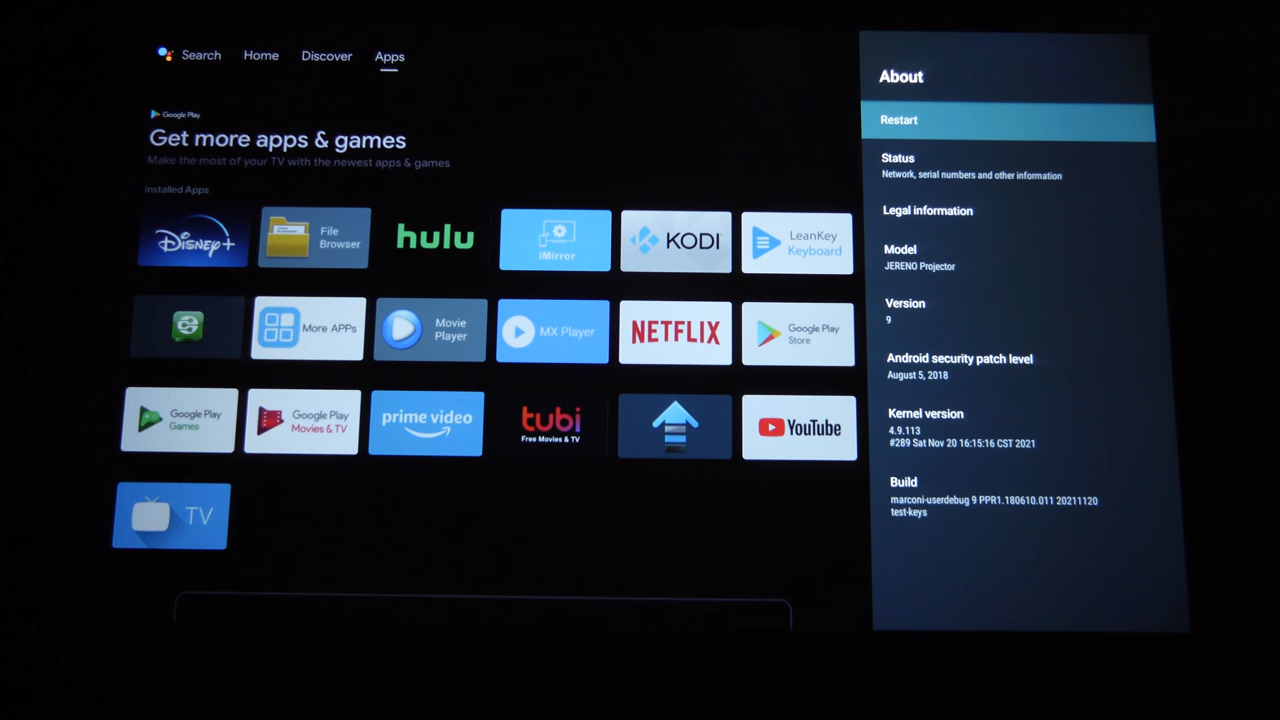 Search Home Discover Apps
Google Play
Get more apps & games
Make the most of your TV with the newest apps & games
Installed Apps
Disney+
File
Browser
hulu
iMirror
KODI
LeanKey
Keyboard
More APPs
Movie
Player
MX Player
NETFLIX
Google Play
Store
Google Play
Games
Google Play
Movies & TV
prime video
tubi
Free Movies & TV
YouTube
TV
About
Restart
Status
Network, serial numbers and other information
Legal information
Model
JERENO Projector
Version
9
Android security patch level
August 5, 2018
Kernel version
4.9.113
#289 Sat Nov 20 16:15:16 CST 2021
Build
marconi-userdebug 9 PPR1.180610.011 20211120
test-keys